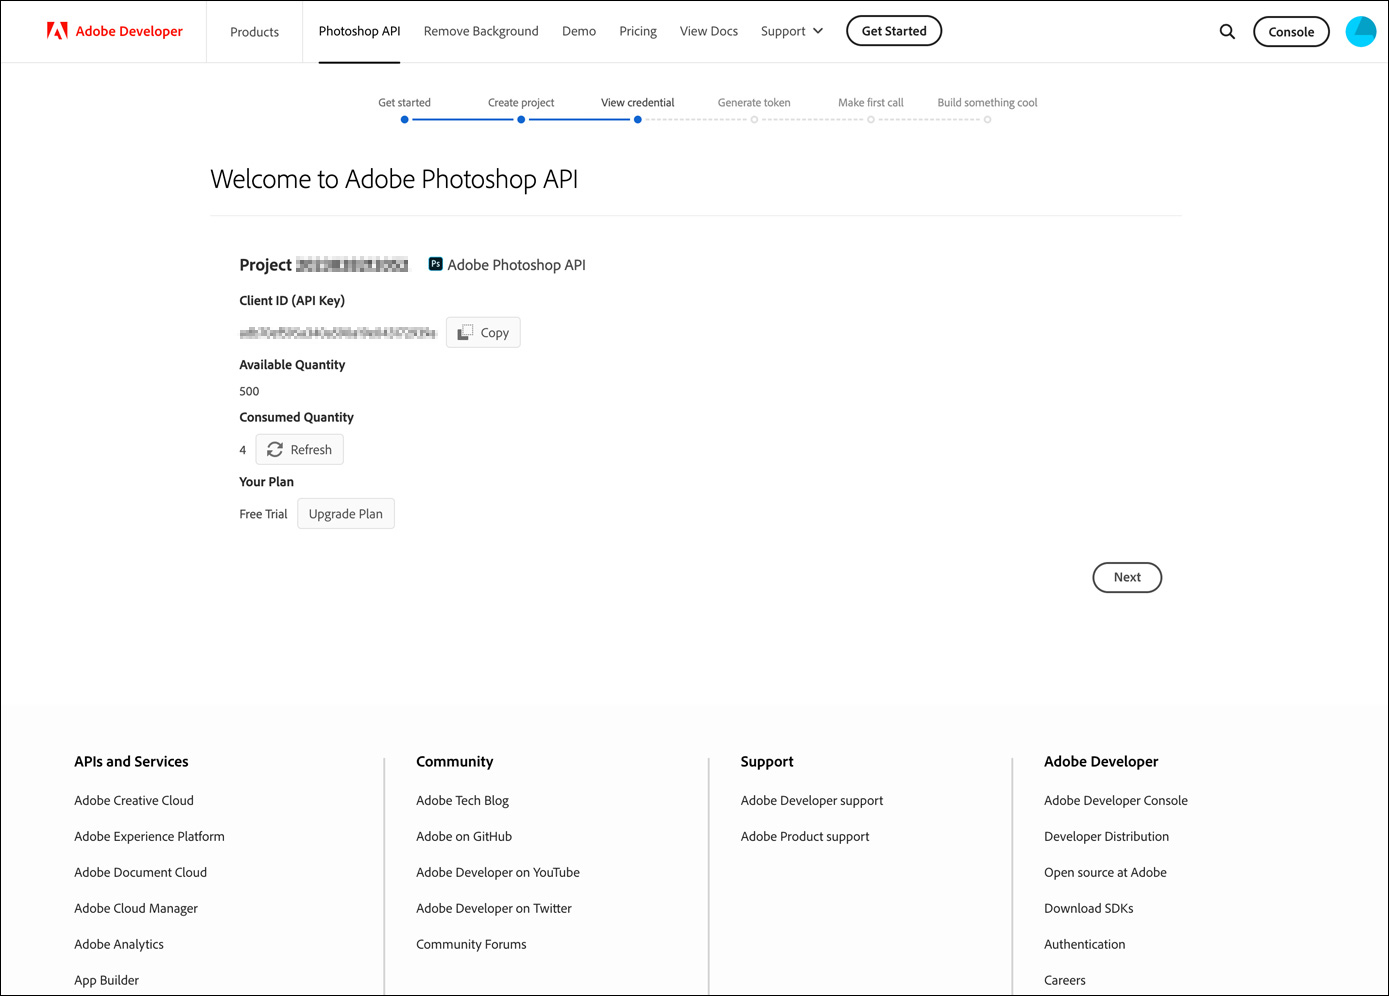 Adobe Developer
Products
Photoshop API
Remove Background
Demo
Pricing
View Docs
Support
Get Started
Console
Get started
Create project
View credential
Generate token
Make first call
Build something cool
Welcome to Adobe Photoshop API
Project
Ps Adobe Photoshop API
Client ID (API Key)
Copy
Available Quantity
500
Consumed Quantity
4 Refresh
Your Plan
Free Trial Upgrade Plan
Next
APIs and Services
Adobe Creative Cloud
Adobe Experience Platform
Adobe Document Cloud
Adobe Cloud Manager
Adobe Analytics
App Builder
Community
Adobe Tech Blog
Adobe on GitHub
Adobe Developer on YouTube
Adobe Developer on Twitter
Community Forums
Support
Adobe Developer support
Adobe Product support
Adobe Developer
Adobe Developer Console
Developer Distribution
Open source at Adobe
Download SDKs
Authentication
Careers